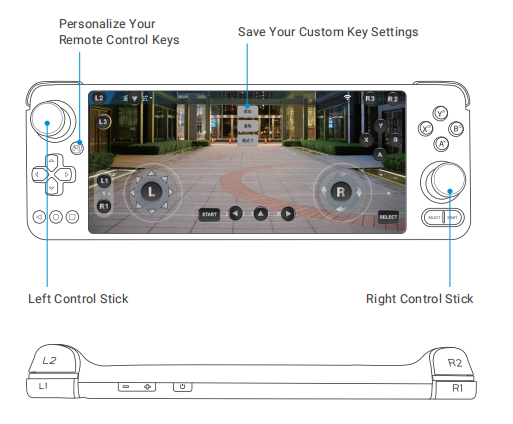 Personalize Your
Remote Control Keys
Save Your Custom Key Settings
L2
R3
R2
L3
Y
X
B
A
Y
X
B
A
L1
R1
L
R
START
SELECT
SELECT
START
Left Control Stick
Right Control Stick
L2
R2
L1
R1